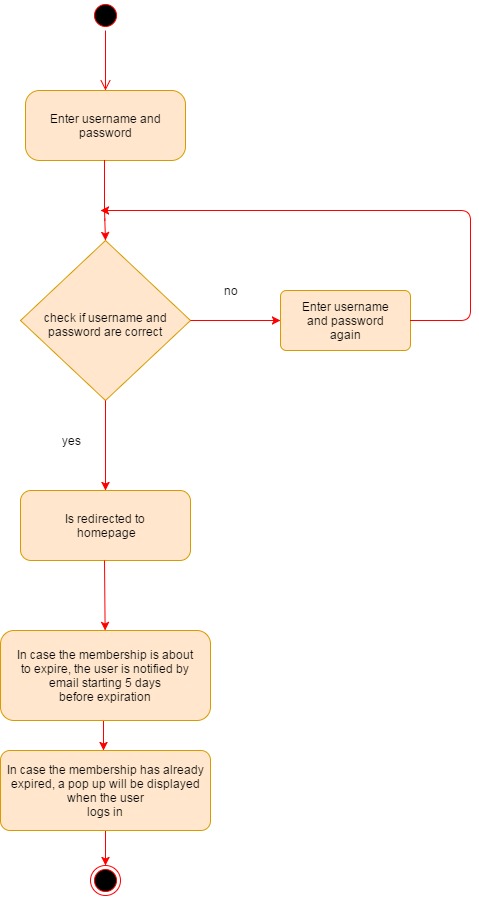 Enter username and
password
check if username and
password are correct
no
Enter username
and password
again
yes
Is redirected to
homepage
In case the membership is about
to expire, the user is notified by
email starting 5 days
before expiration
In case the membership has already
expired, a pop up will be displayed
when the user
logs in